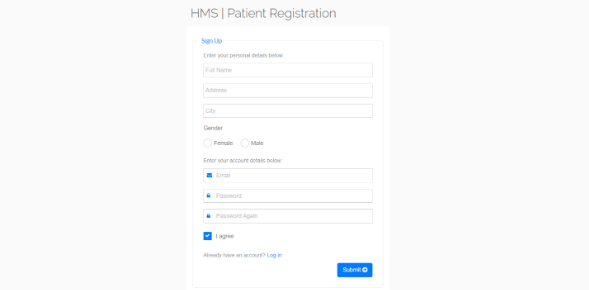 HMS | Patient Registration
Sign Up
Enter your personal details below:
Full Name
Address
City
Gender
Female Male
Enter your account details below:
Email
Password
Password Again
I agree
Already have an account? Log-in
Submit